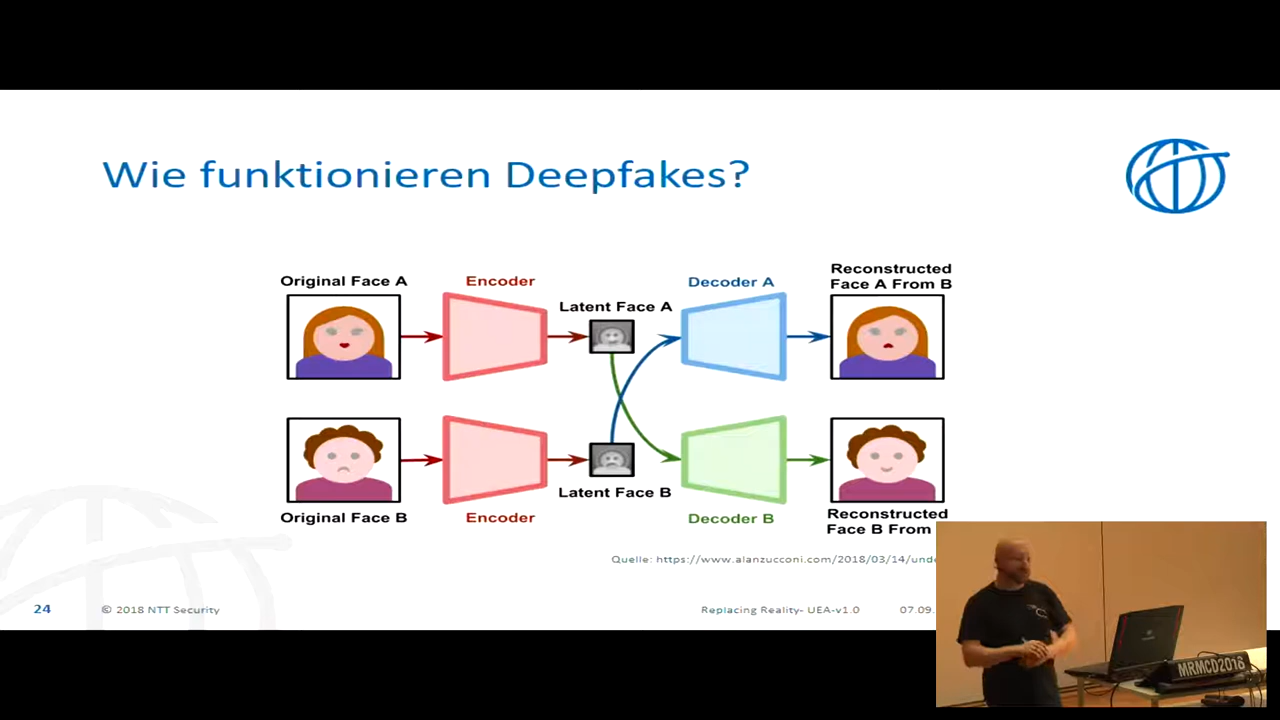 Wie funktionieren Deepfakes?
Original Face A
Encoder
Latent Face A
Decoder A
Reconstructed
Face A From B
Original Face B
Encoder
Latent Face B
Decoder B
Reconstructed
Face B From
Quelle: https://www.alanzucconi.com/2018/03/14/unde
24
© 2018 NTT Security
Replacing Reality- UEA-v1.0
07.09.
MRMCD2016